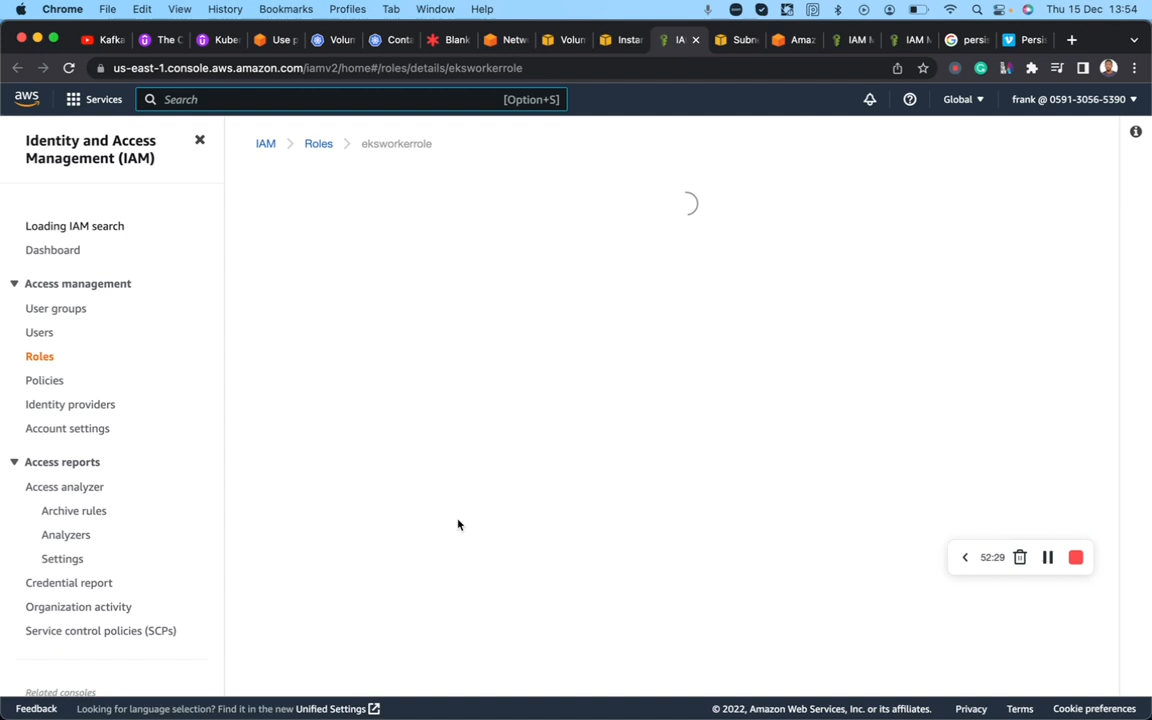 Chrome File Edit View History Bookmarks Profiles Tab Window Help Thu 15 Dec 13:54
Kafka The C Kube Use p Volun Conta Blank Netw Volun Insta IA Subn Amaz IAM M IAM M persi Persi
us-east-1.console.aws.amazon.com/iamv2/home#/roles/details/eksworkerrole
aws Services Search [Option+S] Global frank @ 0591-3056-5390
Identity and Access
Management (IAM)
IAM Roles eksworkerrole
Loading IAM search
Dashboard
Access management
User groups
Users
Roles
Policies
Identity providers
Account settings
Access reports
Access analyzer
Archive rules
Analyzers
Settings
52:29
Credential report
Organization activity
Service control policies (SCPs)
Related consoles
Feedback Looking for language selection? Find it in the new Unified Settings © 2022, Amazon Web Services, Inc. or its affiliates. Privacy Terms Cookie preferences